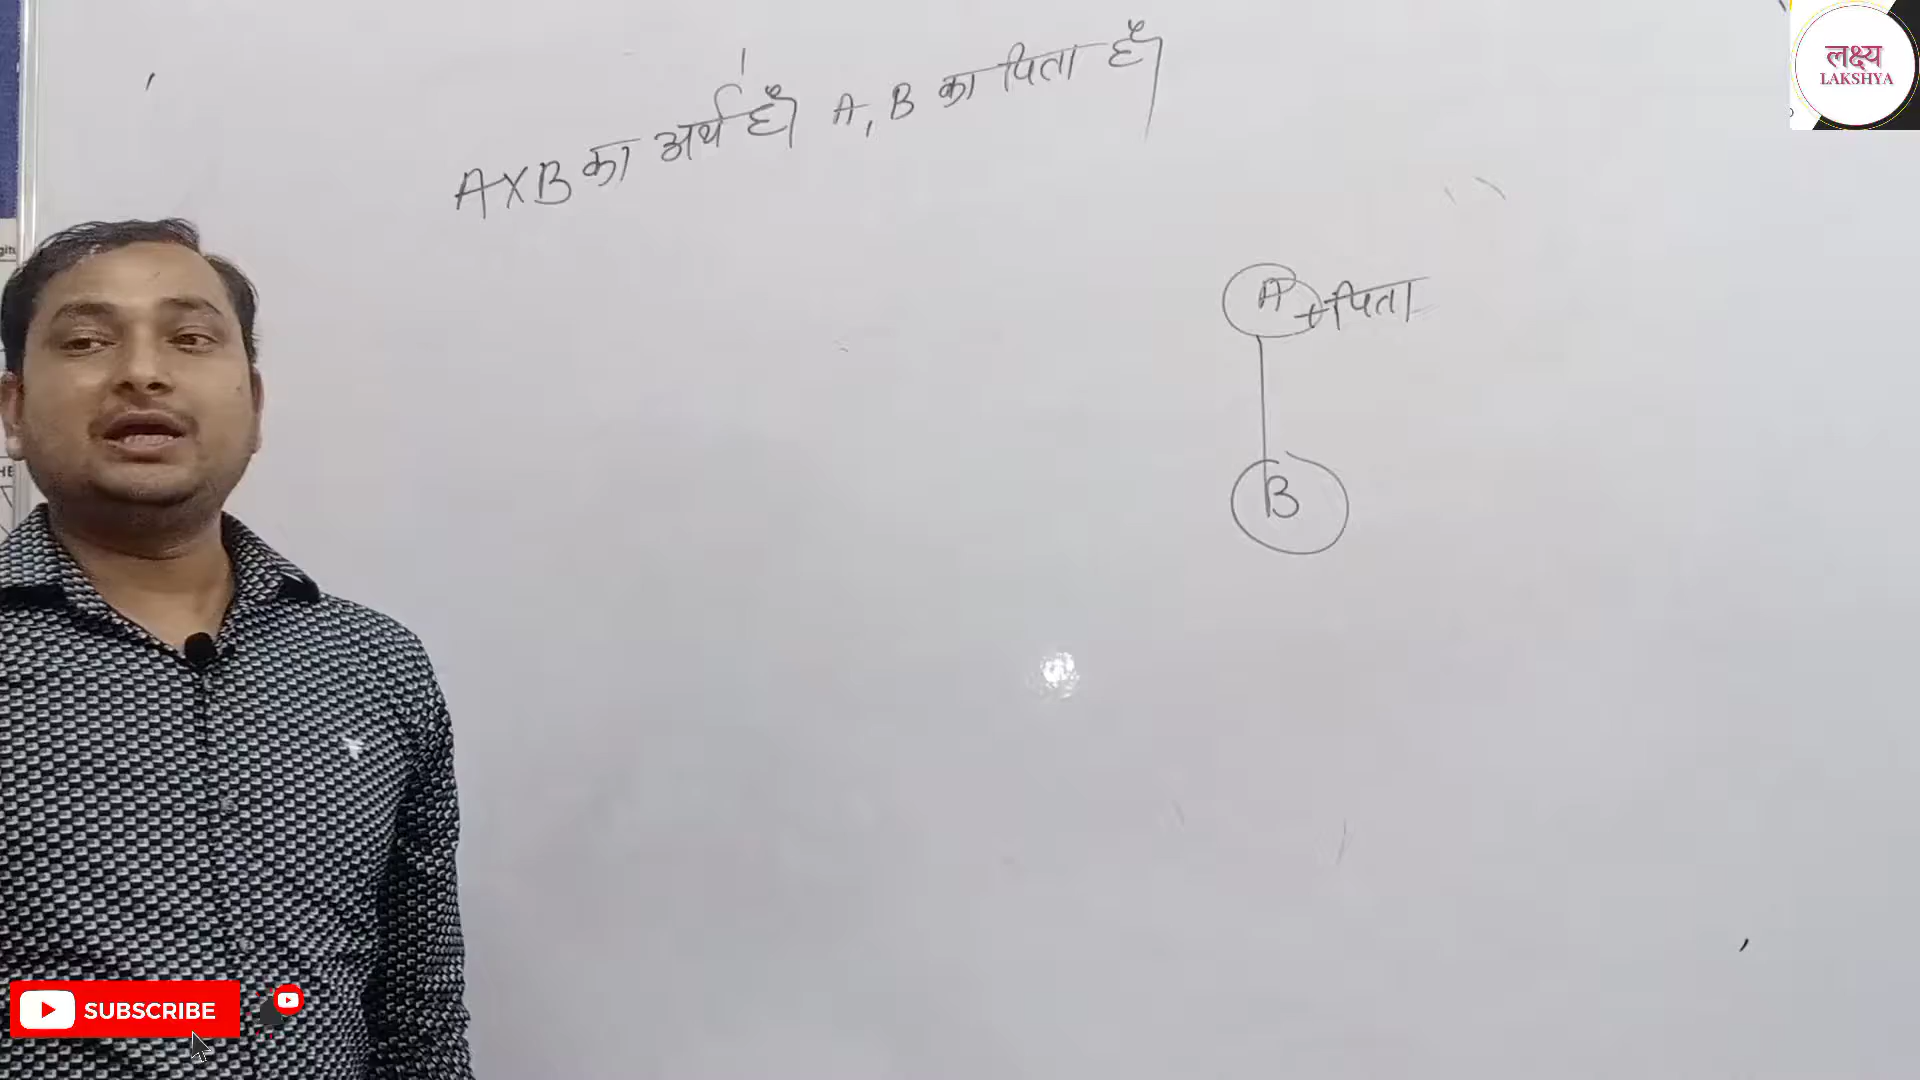 A×B का अर्थ है। A, B का पिता है।
A + पिता
B
लक्ष्य
LAKSHYA
SUBSCRIBE